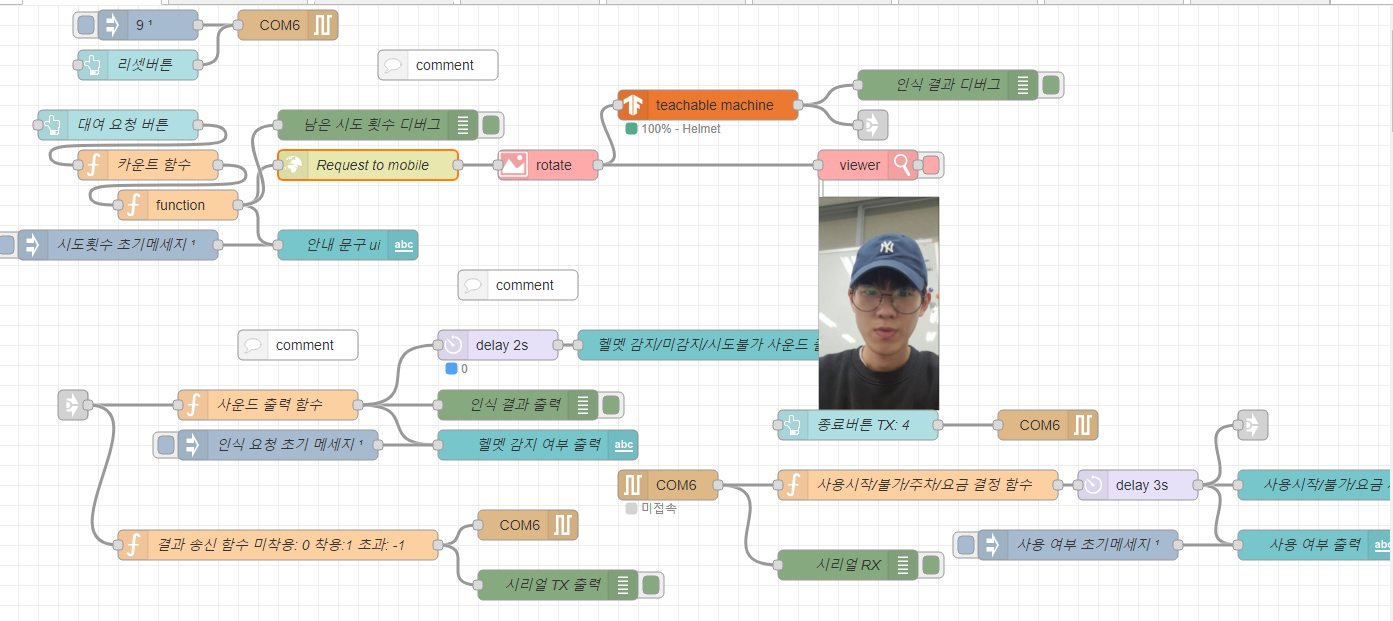 9 ¹
COM6
리셋버튼
comment
teachable machine
100% - Helmet
인식 결과 디버그
대여 요청 버튼
남은 시도 횟수 디버그
카운트 함수
Request to mobile
rotate
viewer
function
시도횟수 초기메세지 ¹
안내 문구 ui
abc
comment
comment
delay 2s
0
헬멧 감지/미감지/시도불가 사운드
사운드 출력 함수
인식 결과 출력
인식 요청 초기 메세지 ¹
헬멧 감지 여부 출력
abc
종료버튼 TX: 4
COM6
COM6
미접속
사용시작/불가/주차/요금 결정 함수
delay 3s
사용시작/불가/요금
결과 송신 함수 미착용: 0 착용:1 초과: -1
COM6
시리얼 TX 출력
시리얼 RX
사용 여부 초기메세지 ¹
사용 여부 출력
abc